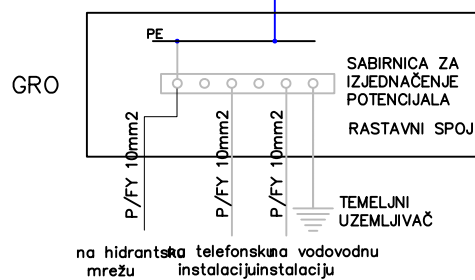 PE
GRO
SABIRNICA ZA
IZJEDNAČENJE
POTENCIJALA
RASTAVNI SPOJ
P/FY 10mm2
P/FY 10mm2
P/FY 10mm2
TEMELJNI
UZEMLJIVAČ
na hidrantsku
mrežu
na telefonsku
instalaciju
na vodovodnu
instalaciju